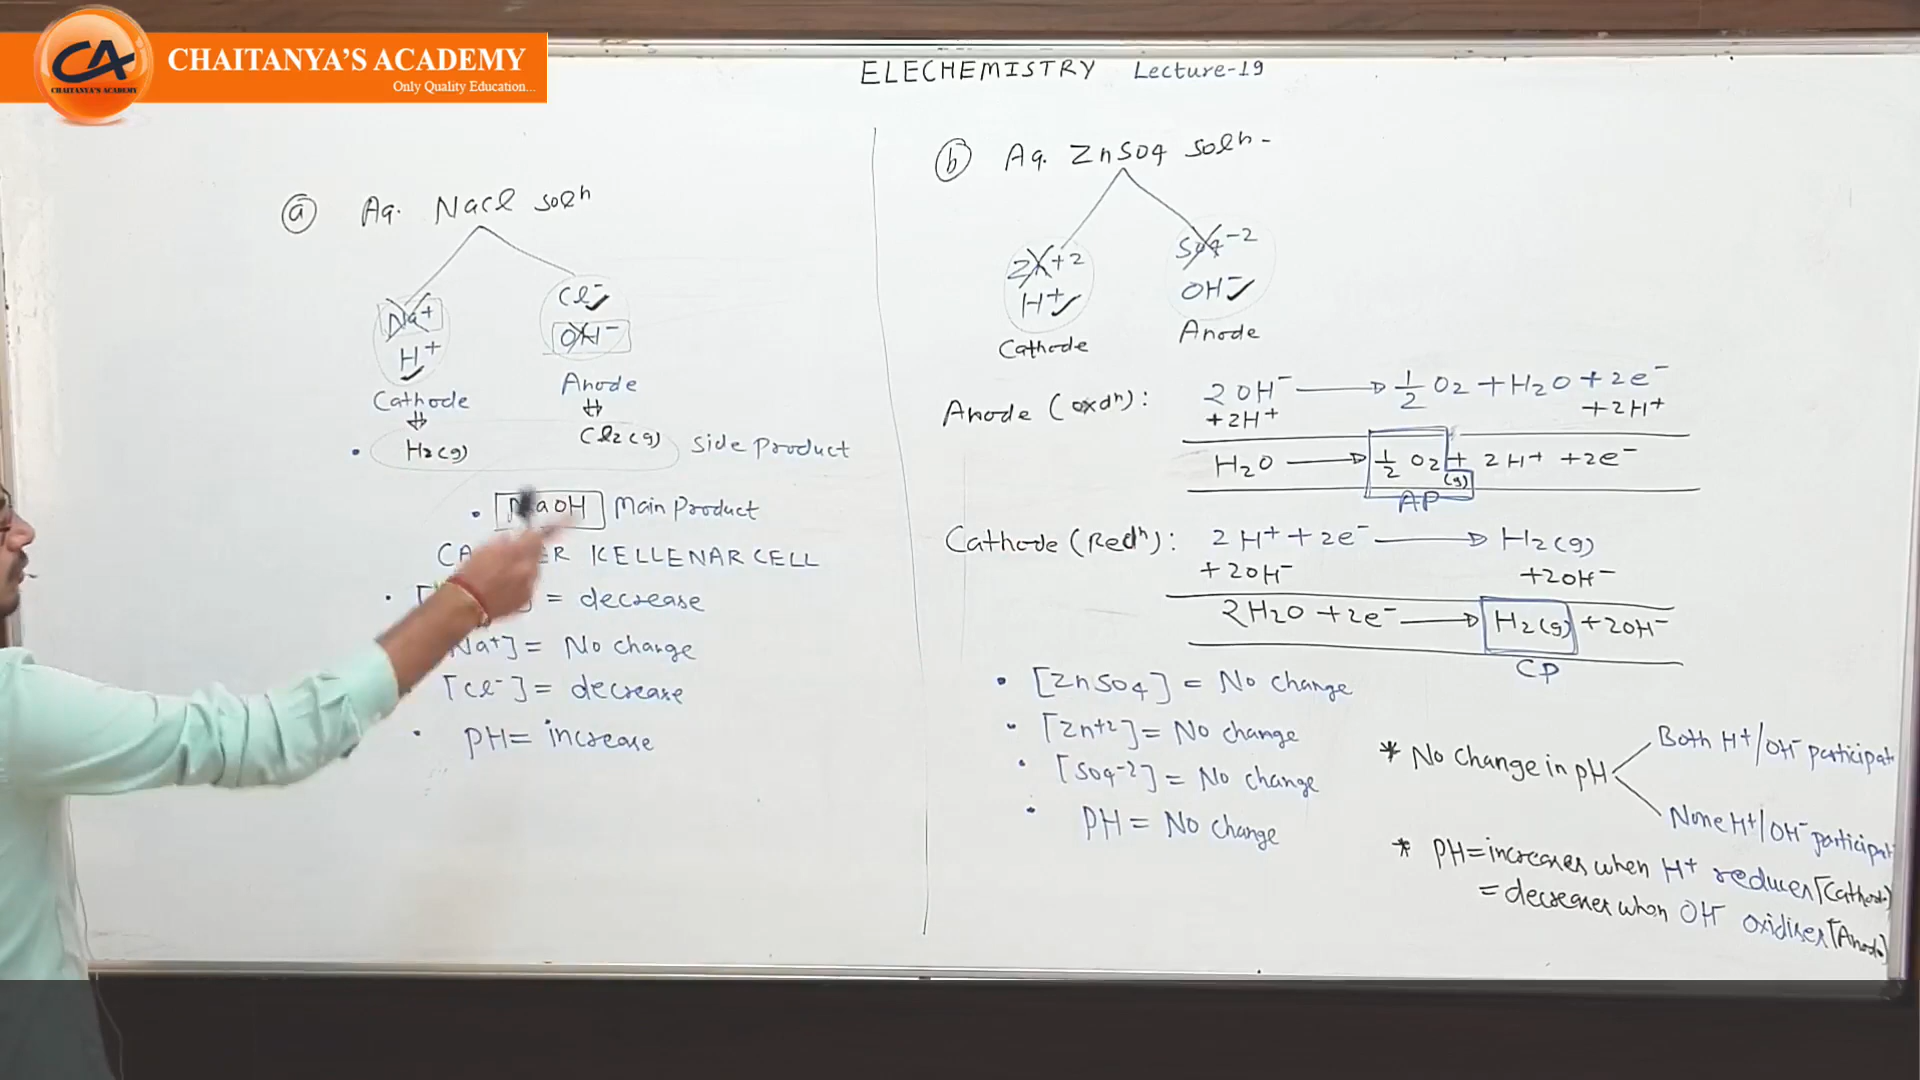 CA
CHAITANYA'S ACADEMY
CHAITANYA'S ACADEMY
Only Quality Education...
ELECHEMISTRY Lecture-19
(a) Aq. NaCl solⁿ
Na⁺ Cl⁻
H⁺ OH⁻
Cathode Anode
H₂(g) Cl₂(g) side Product
• NaOH Main Product
KELLENAR CELL
= decrease
Na⁺] = No change
[Cl⁻] = decrease
• PH = increase
(b) Aq. ZnSO4 solⁿ -
Zn+2 SO4-2
H+ OH⁻
Cathode Anode
Anode (oxdⁿ): 2OH⁻ → 1/2 O2 + H2O + 2e⁻
+2H+ +2H+
H2O → 1/2 O2(g) + 2H+ + 2e⁻
AP
Cathode (Redⁿ): 2H+ + 2e⁻ → H2(g)
+2OH⁻ +2OH⁻
2H2O + 2e⁻ → H2(g) + 2OH⁻
CP
• [ZnSO4] = No change
• [Zn+2] = No change
• [SO4-2] = No change
• PH = No change
* No change in pH
Both H+/OH⁻ participat
None H+/OH⁻ participat
* PH = increases when H+ reduces [Cathode]
= decreases when OH⁻ oxidises [Anode]